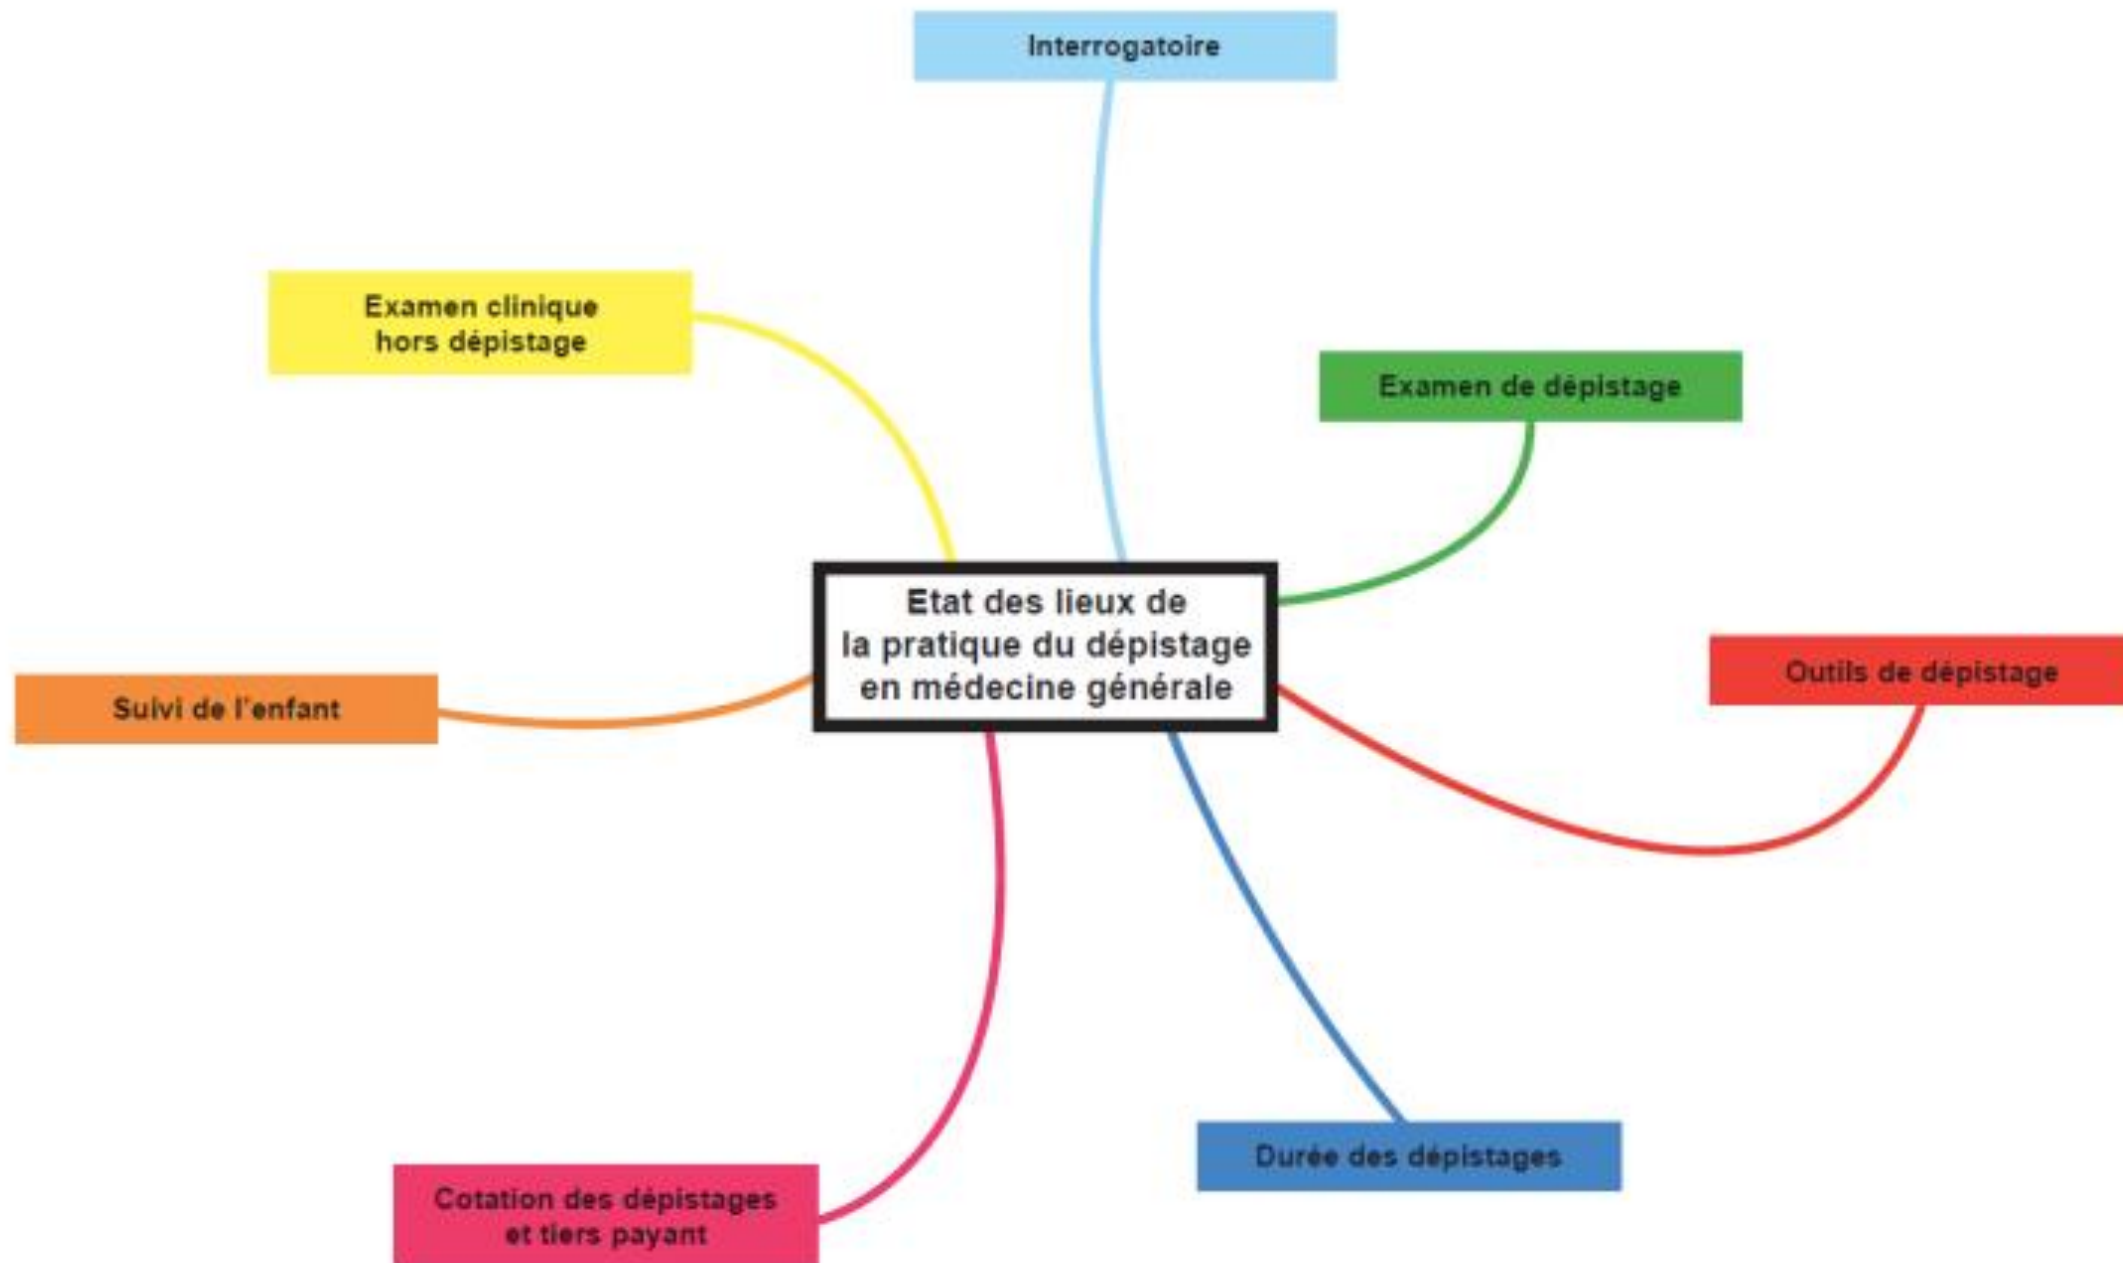 Interrogatoire
Examen clinique
hors dépistage
Examen de dépistage
Etat des lieux de
la pratique du dépistage
en médecine générale
Outils de dépistage
Suivi de l'enfant
Durée des dépistages
Cotation des dépistages
et tiers payant